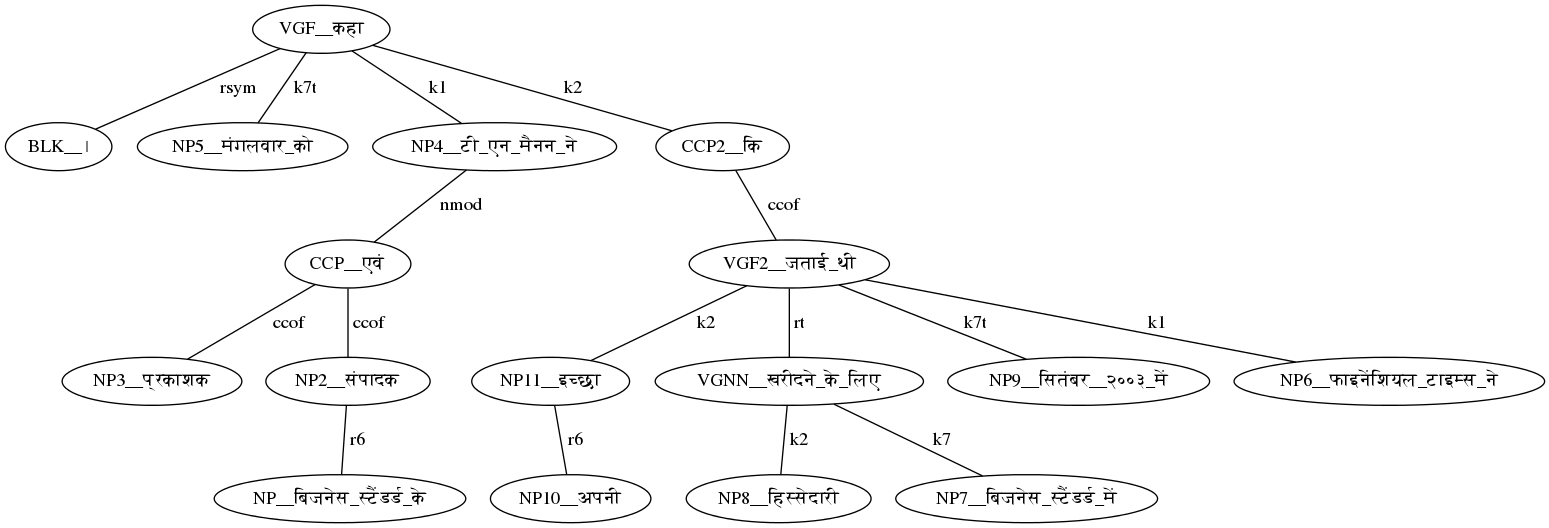 VGF__कहा
rsym k7t k1 k2
BLK__। NP5__मंगलवार_को NP4__टी_एन_मैनन_ने CCP2__कि
nmod ccof
CCP__एवं VGF2__जताई_थी
ccof ccof k2 rt k7t k1
NP3__प्रकाशक NP2__संपादक NP11__इच्छा VGNN__खरीदने_के_लिए NP9__सितंबर__२००३_में NP6__फाइनेंशियल_टाइम्स_ने
r6 r6 k2 k7
NP__बिजनेस_स्टैंडर्ड_के NP10__अपनी NP8__हिस्सेदारी NP7__बिजनेस_स्टैंडर्ड_में